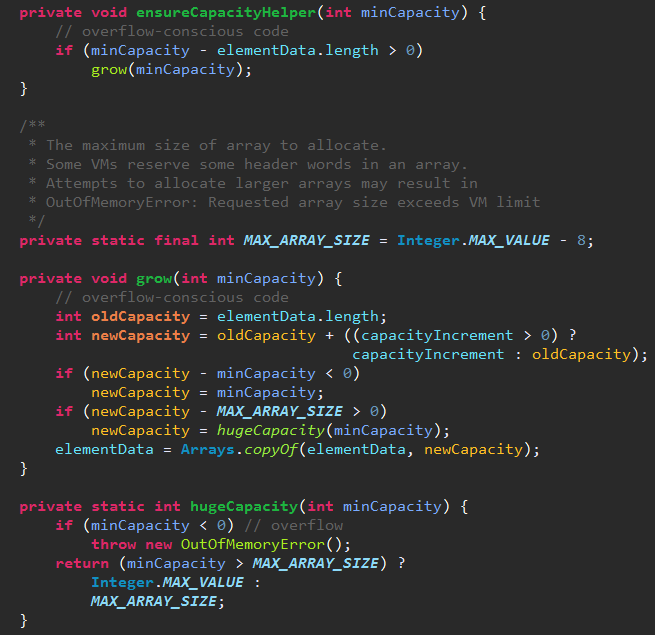 private void ensureCapacityHelper(int minCapacity) {
    // overflow-conscious code
    if (minCapacity - elementData.length > 0)
        grow(minCapacity);
}

/**
 * The maximum size of array to allocate.
 * Some VMs reserve some header words in an array.
 * Attempts to allocate larger arrays may result in
 * OutOfMemoryError: Requested array size exceeds VM limit
 */
private static final int MAX_ARRAY_SIZE = Integer.MAX_VALUE - 8;

private void grow(int minCapacity) {
    // overflow-conscious code
    int oldCapacity = elementData.length;
    int newCapacity = oldCapacity + ((capacityIncrement > 0) ?
                                     capacityIncrement : oldCapacity);
    if (newCapacity - minCapacity < 0)
        newCapacity = minCapacity;
    if (newCapacity - MAX_ARRAY_SIZE > 0)
        newCapacity = hugeCapacity(minCapacity);
    elementData = Arrays.copyOf(elementData, newCapacity);
}

private static int hugeCapacity(int minCapacity) {
    if (minCapacity < 0) // overflow
        throw new OutOfMemoryError();
    return (minCapacity > MAX_ARRAY_SIZE) ?
        Integer.MAX_VALUE :
        MAX_ARRAY_SIZE;
}